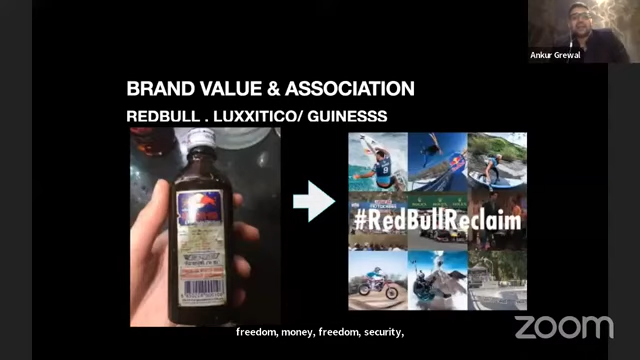 Ankur Grewal
BRAND VALUE & ASSOCIATION
REDBULL . LUXXITICO/ GUINESSS
#RedBullReclaim
freedom, money, freedom, security,
zoom